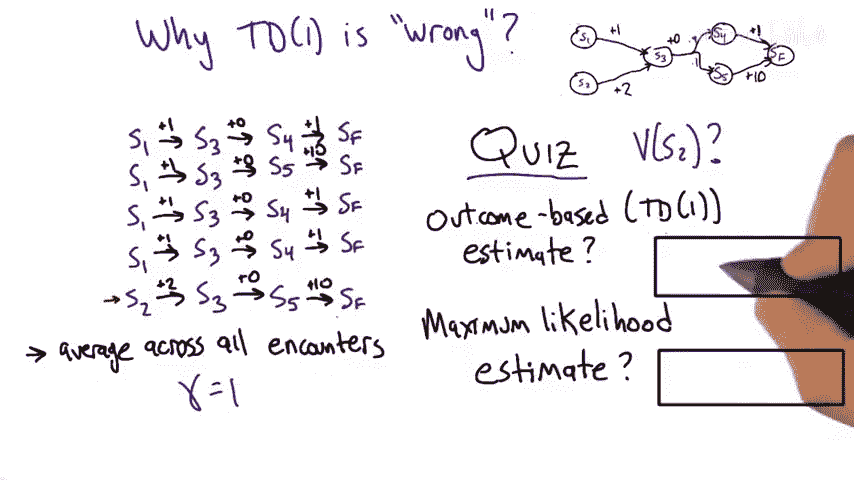 Why TD(1) is "wrong"?
S1 +1 S3 +0 S4 +1 SF
S2 +2 S5 +10
S1 +1 → S3 +0 → S4 +1 → SF
S1 +1 → S3 +0 → S5 +10 → SF
S1 +1 → S3 +0 → S4 +1 → SF
S1 +1 → S3 +0 → S4 +1 → SF
→ S2 +2 → S3 +0 → S5 +10 → SF
→ average across all encounters
γ = 1
QUIZ V(S2)?
Outcome-based (TD(1))
estimate?
Maximum likelihood
estimate?